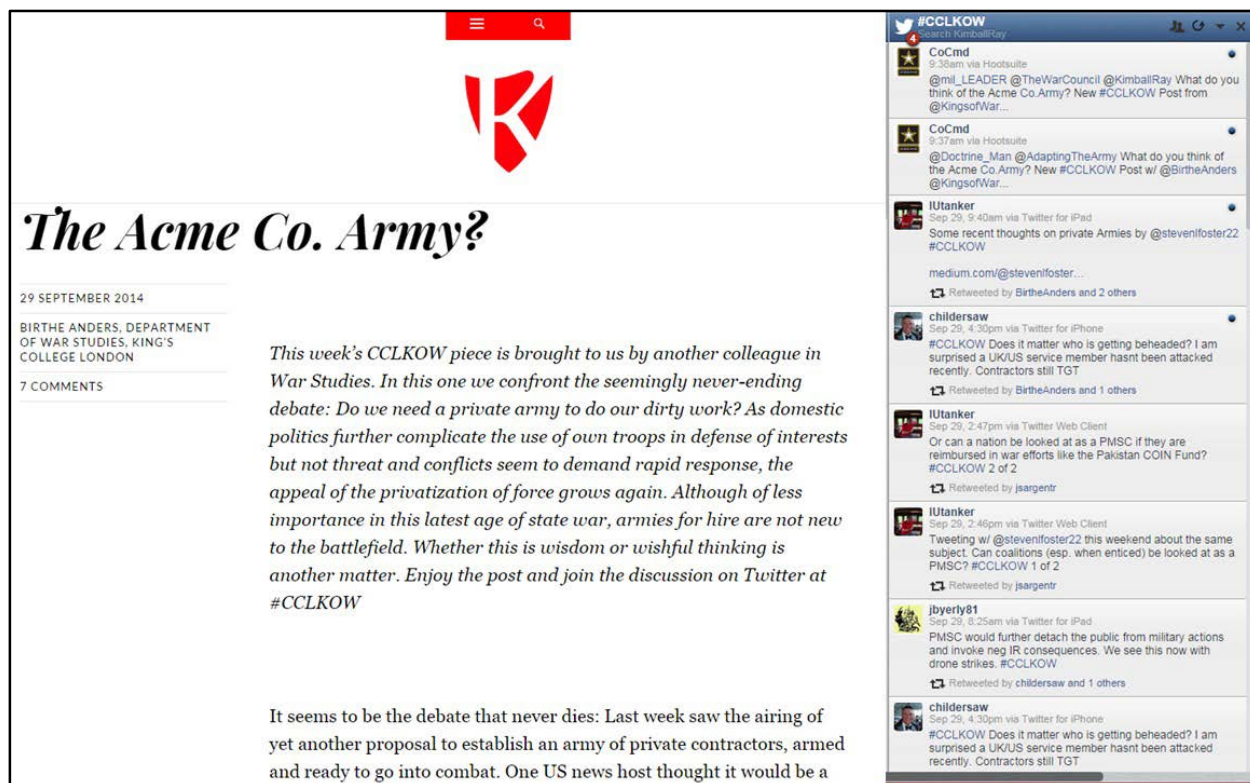 The Acme Co. Army?
29 SEPTEMBER 2014
BIRTHE ANDERS, DEPARTMENT
OF WAR STUDIES, KING'S
COLLEGE LONDON
7 COMMENTS
This week's CCLKOW piece is brought to us by another colleague in
War Studies. In this one we confront the seemingly never-ending
debate: Do we need a private army to do our dirty work? As domestic
politics further complicate the use of own troops in defense of interests
but not threat and conflicts seem to demand rapid response, the
appeal of the privatization of force grows again. Although of less
importance in this latest age of state war, armies for hire are not new
to the battlefield. Whether this is wisdom or wishful thinking is
another matter. Enjoy the post and join the discussion on Twitter at
#CCLKOW
It seems to be the debate that never dies: Last week saw the airing of
yet another proposal to establish an army of private contractors, armed
and ready to go into combat. One US news host thought it would be a
#CCLKOW
4
Search KimballRay
CoCmd
9:38am via Hootsuite
@mil_LEADER @TheWarCouncil @KimballRay What do you
think of the Acme Co.Army? New #CCLKOW Post from
@KingsofWar...
CoCmd
9:37am via Hootsuite
@Doctrine_Man @AdaptingTheArmy What do you think of
the Acme Co.Army? New #CCLKOW Post w/ @BirtheAnders
@KingsofWar...
IUtanker
Sep 29, 9:40am via Twitter for iPad
Some recent thoughts on private Armies by @stevenlfoster22
#CCLKOW
medium.com/@stevenlfoster...
Retweeted by BirtheAnders and 2 others
childersaw
Sep 29, 4:30pm via Twitter for iPhone
#CCLKOW Does it matter who is getting beheaded? I am
surprised a UK/US service member hasnt been attacked
recently. Contractors still TGT
Retweeted by BirtheAnders and 1 others
IUtanker
Sep 29, 2:47pm via Twitter Web Client
Or can a nation be looked at as a PMSC if they are
reimbursed in war efforts like the Pakistan COIN Fund?
#CCLKOW 2 of 2
Retweeted by jsargentr
IUtanker
Sep 29, 2:46pm via Twitter Web Client
Tweeting w/ @stevenlfoster22 this weekend about the same
subject. Can coalitions (esp. when enticed) be looked at as a
PMSC? #CCLKOW 1 of 2
Retweeted by jsargentr
jbyerly81
Sep 29, 8:25am via Twitter for iPad
PMSC would further detach the public from military actions
and invoke neg IR consequences. We see this now with
drone strikes. #CCLKOW
Retweeted by childersaw and 1 others
childersaw
Sep 29, 4:30pm via Twitter for iPhone
#CCLKOW Does it matter who is getting beheaded? I am
surprised a UK/US service member hasnt been attacked
recently. Contractors still TGT